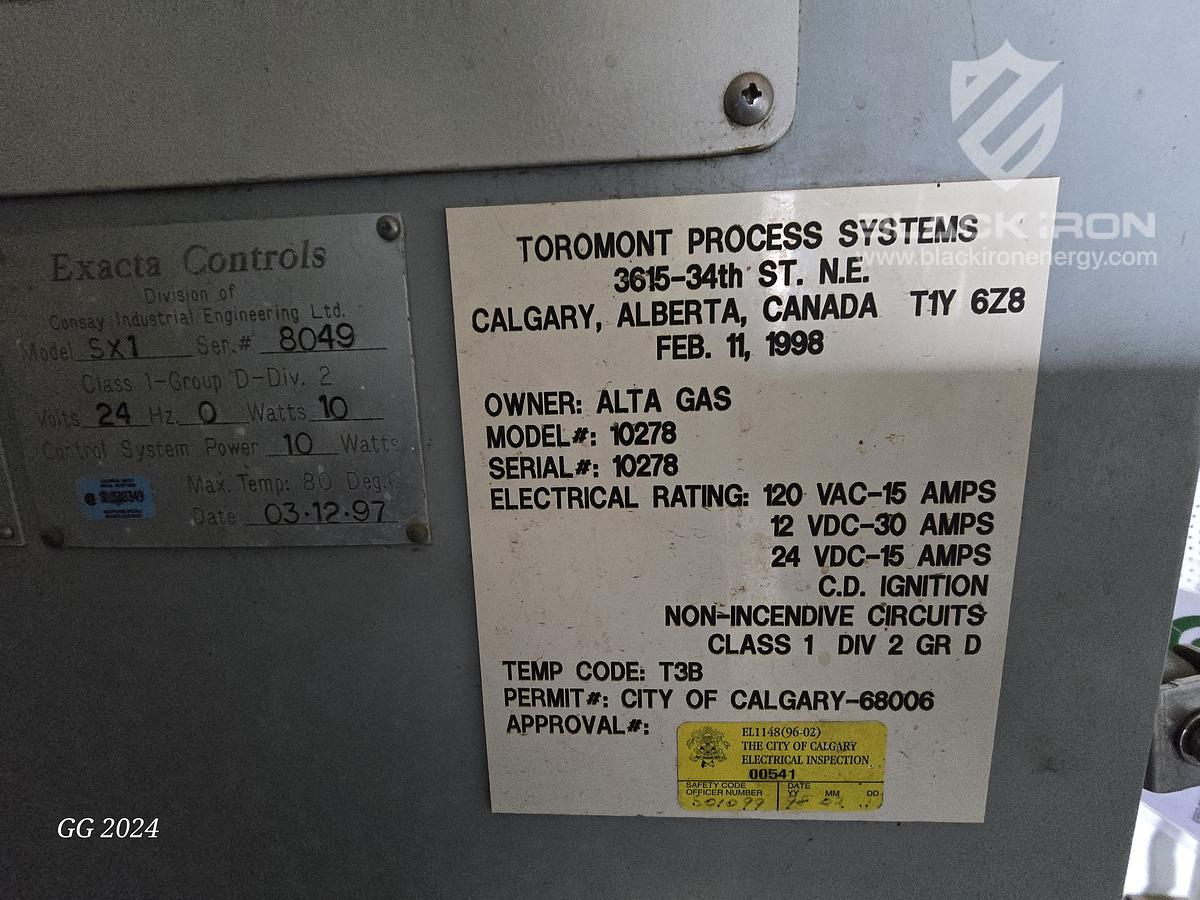 Exacta Controls
Division of
Consay Industrial Engineering Ltd.
Model SX1 Ser.# 8049
Class 1-Group D-Div. 2
Volts 24 Hz. 0 Watts 10
Control System Power 10 Watts
Max. Temp: 80 Deg.C
Date 03·12·97
TOROMONT PROCESS SYSTEMS
3615-34th ST. N.E.
CALGARY, ALBERTA, CANADA T1Y 6Z8
FEB. 11, 1998
OWNER: ALTA GAS
MODEL#: 10278
SERIAL#: 10278
ELECTRICAL RATING: 120 VAC-15 AMPS
12 VDC-30 AMPS
24 VDC-15 AMPS
C.D. IGNITION
NON-INCENDIVE CIRCUITS
CLASS 1 DIV 2 GR D
TEMP CODE: T3B
PERMIT#: CITY OF CALGARY-68006
APPROVAL#:
EL1148(96-02)
THE CITY OF CALGARY
ELECTRICAL INSPECTION
00541
SAFETY CODE
OFFICER NUMBER
DATE
YY MM DD
BLACK IRON
www.blackironenergy.com
GG 2024